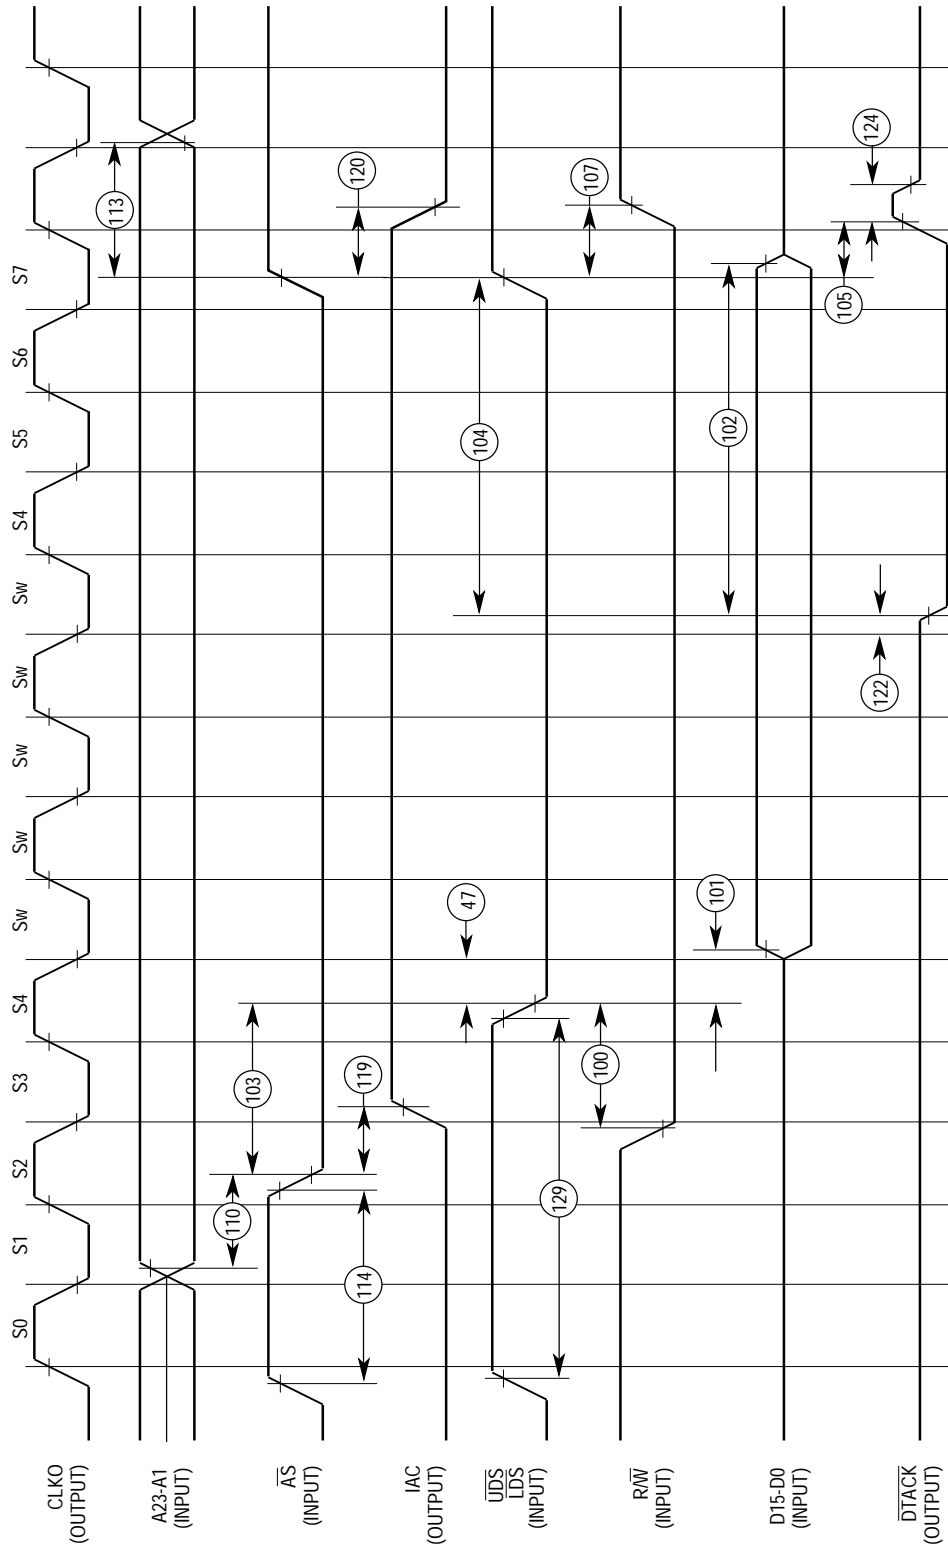 S0
S1
S2
S3
S4
Sw
Sw
Sw
Sw
Sw
S4
S5
S6
S7
CLKO
(OUTPUT)
A23-A1
(INPUT)
113
110
AS
(INPUT)
103
114
119
120
IAC
(OUTPUT)
47
104
UDS
LDS
(INPUT)
129
100
107
R/W
(INPUT)
101
102
D15-D0
(INPUT)
105
122
124
DTACK
(OUTPUT)